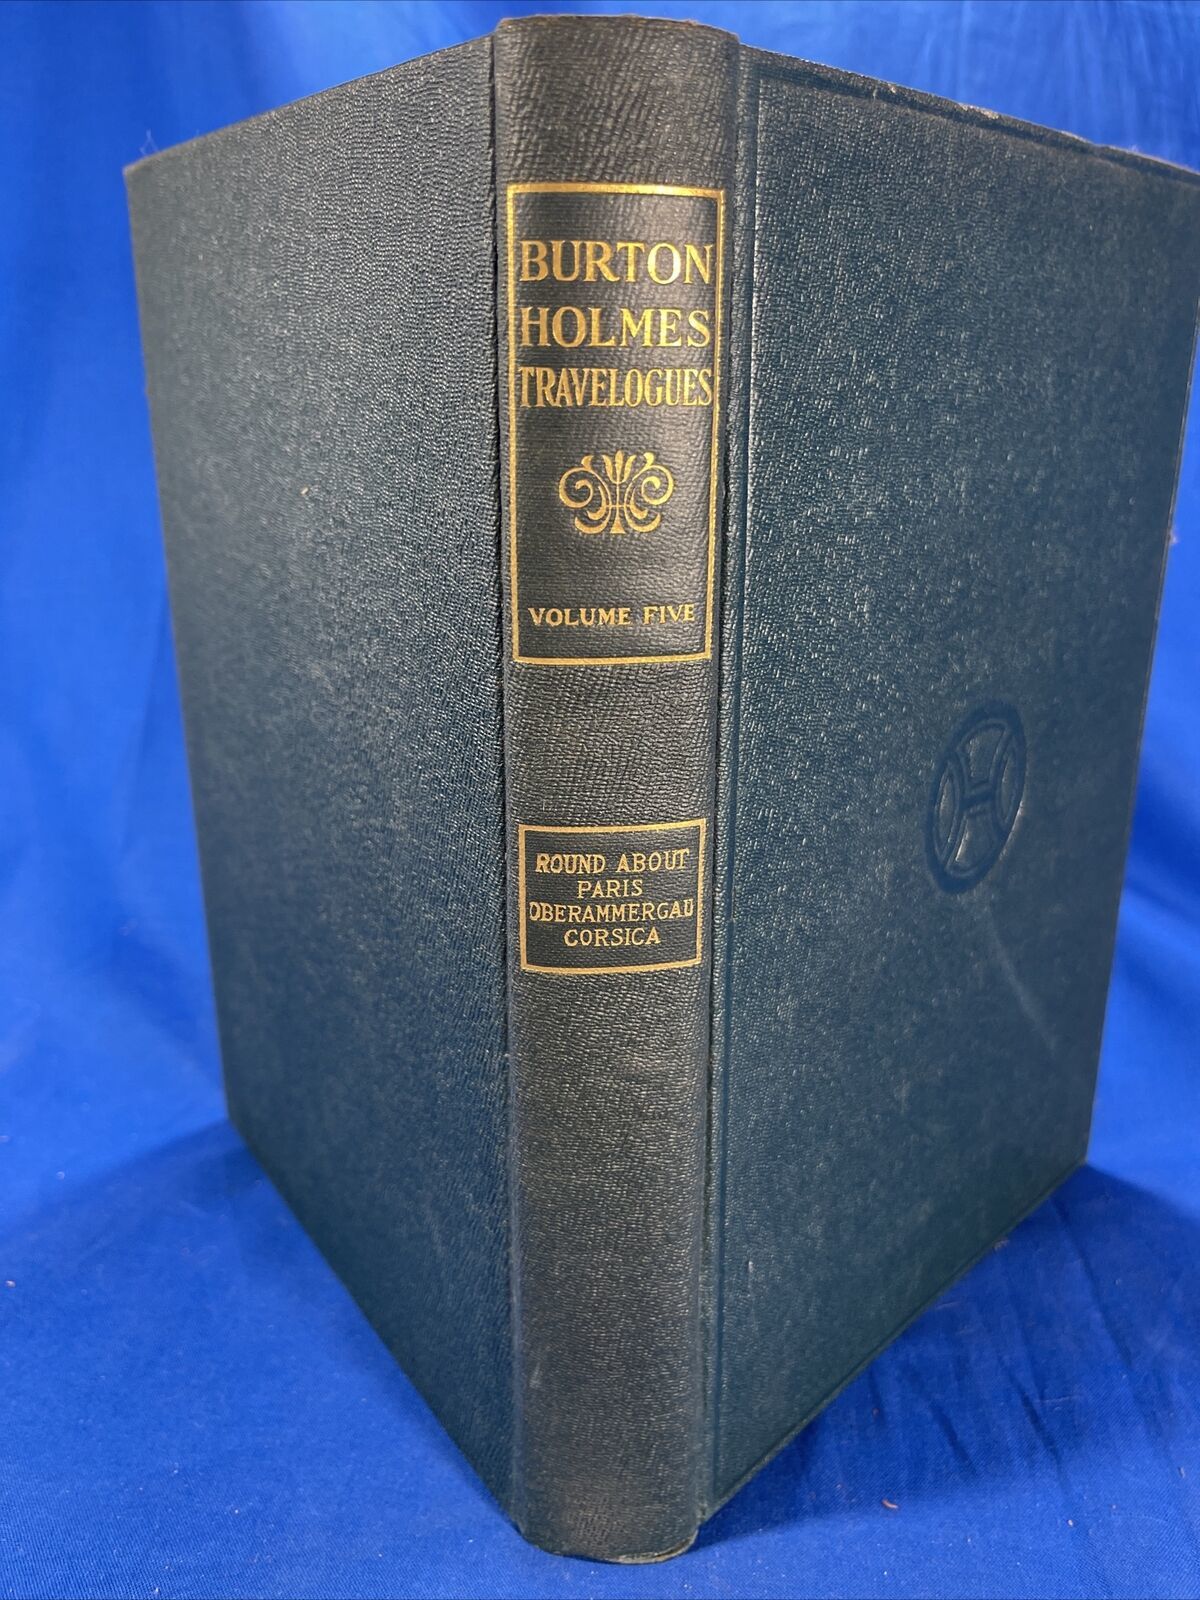 BURTON
HOLMES
TRAVELOGUES
VOLUME FIVE
ROUND ABOUT
PARIS
OBERAMMERGAU
CORSICA
H